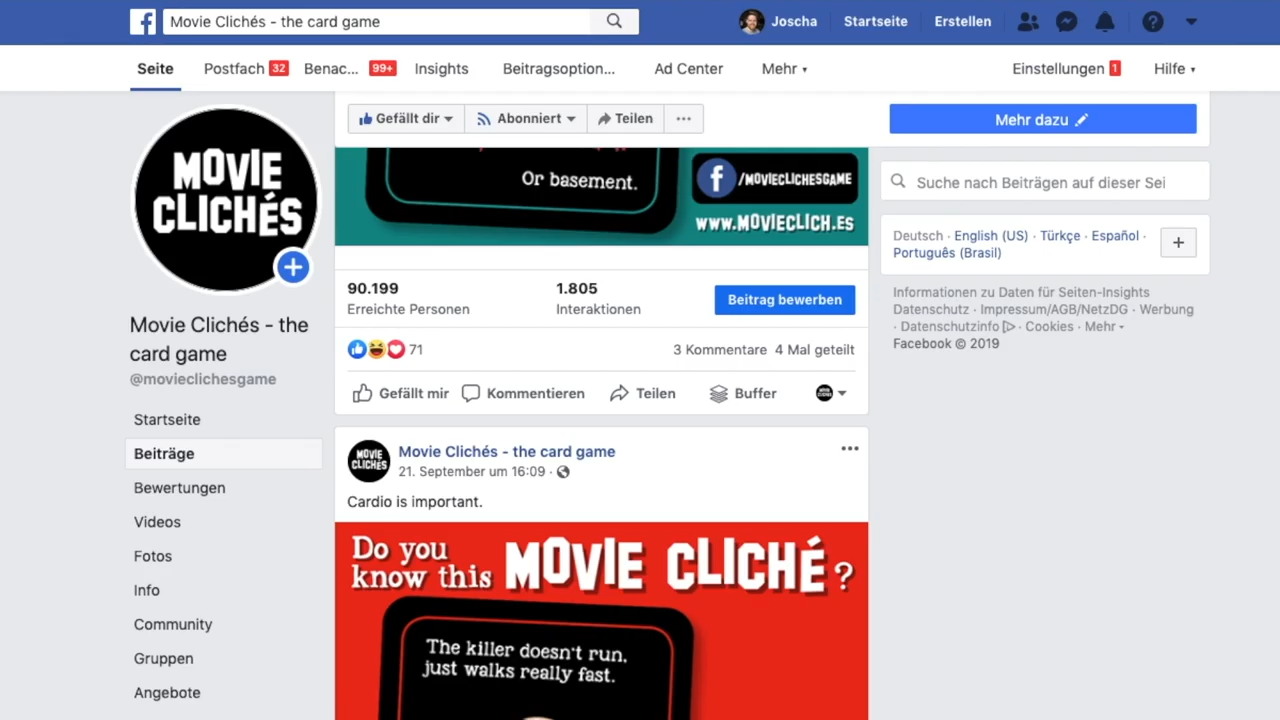 Movie Clichés - the card game
Joscha
Startseite
Erstellen
Seite
Postfach 32
Benac... 99+
Insights
Beitragsoption...
Ad Center
Mehr
Einstellungen 1
Hilfe
MOVIE
CLICHÉS
Movie Clichés - the
card game
@movieclichesgame
Startseite
Beiträge
Bewertungen
Videos
Fotos
Info
Community
Gruppen
Angebote
Gefällt dir
Abonniert
Teilen
Mehr dazu
Or basement.
f /MOVIECLICHESGAME
www.MOVIECLICH.ES
90.199
Erreichte Personen
1.805
Interaktionen
Beitrag bewerben
71
3 Kommentare 4 Mal geteilt
Gefällt mir
Kommentieren
Teilen
Buffer
MOVIE
CLICHÉS
Movie Clichés - the card game
21. September um 16:09 ·
Cardio is important.
Do you
know this MOVIE CLICHÉ?
The killer doesn't run,
just walks really fast.
Suche nach Beiträgen auf dieser Sei
Deutsch · English (US) · Türkçe · Español ·
Português (Brasil)
Informationen zu Daten für Seiten-Insights
Datenschutz · Impressum/AGB/NetzDG · Werbung
· Datenschutzinfo · Cookies · Mehr
Facebook © 2019